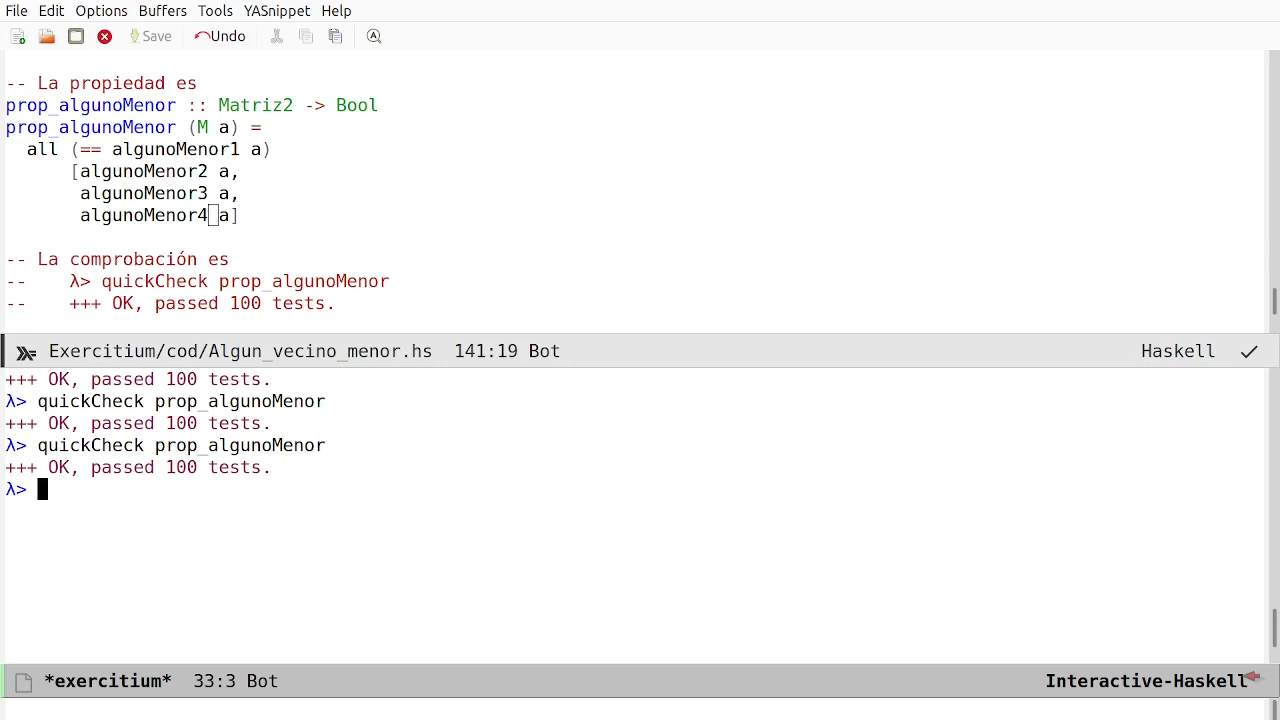 File Edit Options Buffers Tools YASnippet Help
Save Undo
-- La propiedad es
prop_algunoMenor :: Matriz2 -> Bool
prop_algunoMenor (M a) =
  all (== algunoMenor1 a)
      [algunoMenor2 a,
       algunoMenor3 a,
       algunoMenor4 a]
-- La comprobación es
--    λ> quickCheck prop_algunoMenor
--    +++ OK, passed 100 tests.
Exercitium/cod/Algun_vecino_menor.hs 141:19 Bot Haskell ✓
+++ OK, passed 100 tests.
λ> quickCheck prop_algunoMenor
+++ OK, passed 100 tests.
λ> quickCheck prop_algunoMenor
+++ OK, passed 100 tests.
λ>
*exercitium* 33:3 Bot Interactive-Haskell